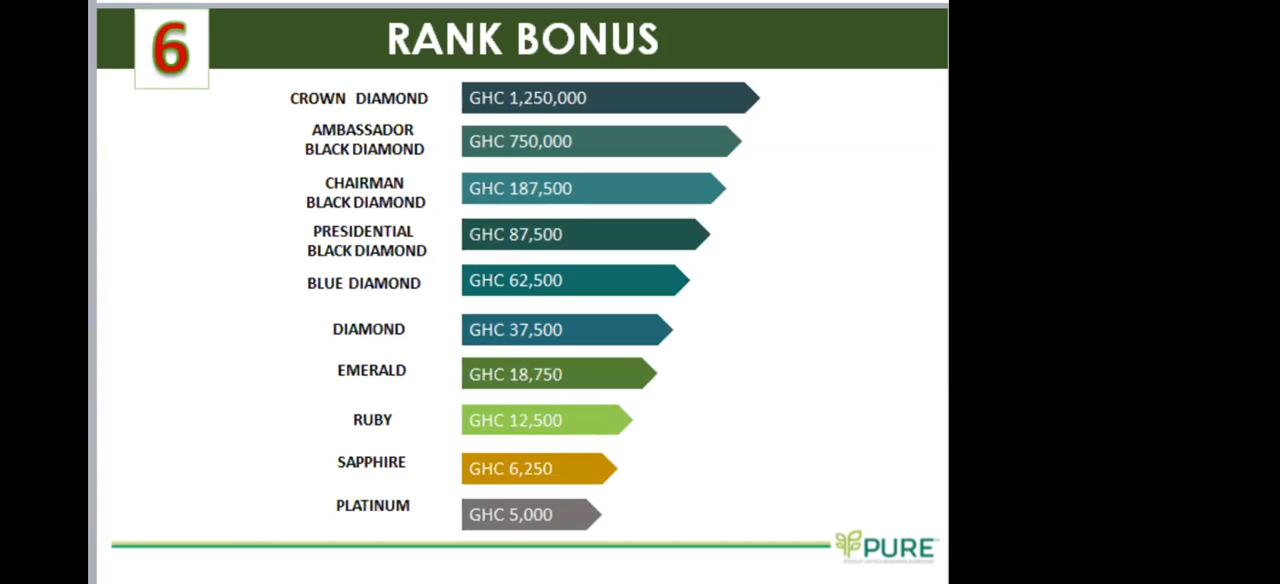 6
RANK BONUS
CROWN DIAMOND
GHC 1,250,000
AMBASSADOR
BLACK DIAMOND
GHC 750,000
CHAIRMAN
BLACK DIAMOND
GHC 187,500
PRESIDENTIAL
BLACK DIAMOND
GHC 87,500
BLUE DIAMOND
GHC 62,500
DIAMOND
GHC 37,500
EMERALD
GHC 18,750
RUBY
GHC 12,500
SAPPHIRE
GHC 6,250
PLATINUM
GHC 5,000
PURE